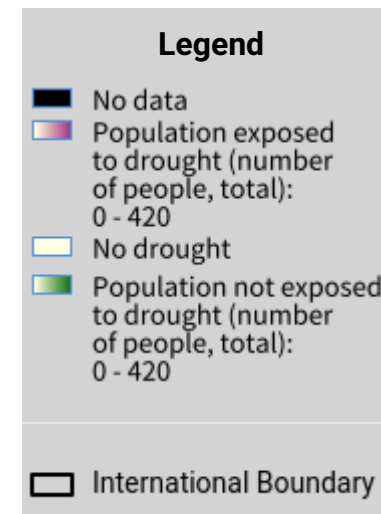 Legend
No data
Population exposed
to drought (number
of people, total):
0 - 420
No drought
Population not exposed
to drought (number
of people, total):
0 - 420
International Boundary